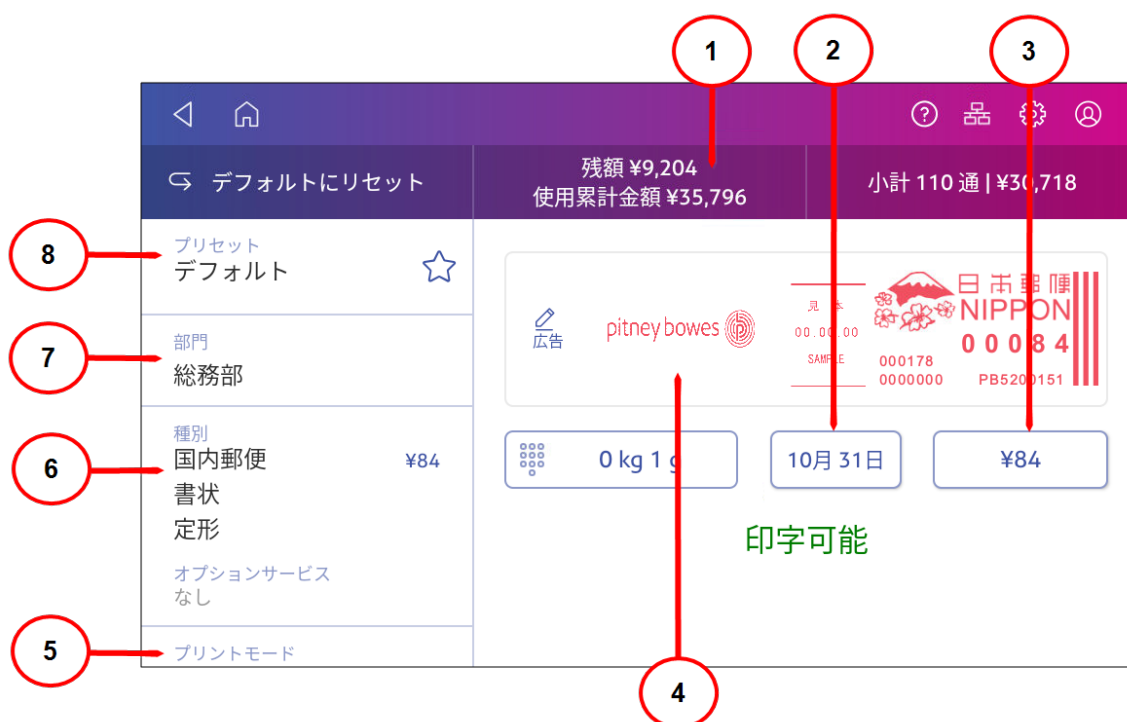 1
2
3
デフォルトにリセット
残額 ¥9,204
使用累計金額 ¥35,796
小計 110 通 | ¥30,718
8
プリセット
デフォルト
7
部門
総務部
6
種別
国内郵便 ¥84
書状
定形
オプションサービス
なし
5
プリントモード
広告
pitney bowes
見 本
00.00.00
SAMPLE
日本郵便
NIPPON
00084
000178
0000000 PB5200151
0 kg 1 g
10月 31日
¥84
印字可能
4